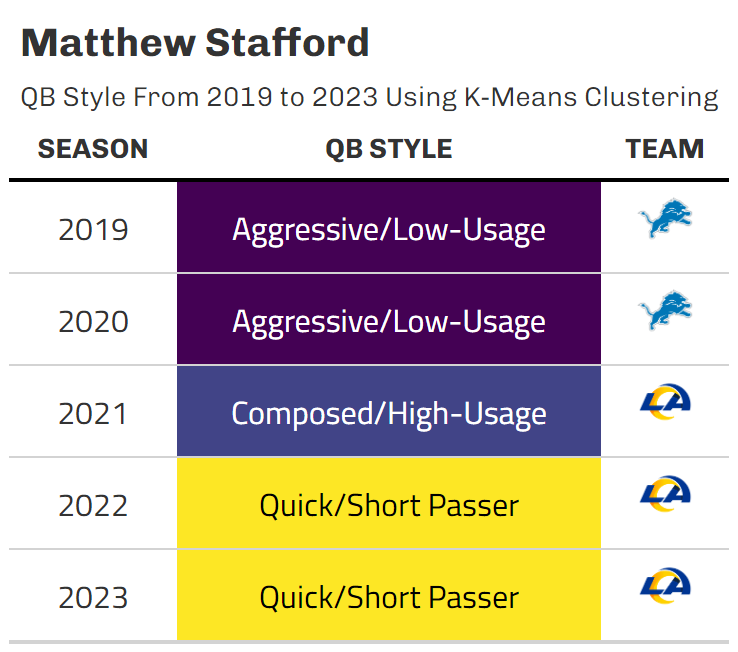 Matthew Stafford
QB Style From 2019 to 2023 Using K-Means Clustering
SEASON QB STYLE TEAM
2019 Aggressive/Low-Usage
2020 Aggressive/Low-Usage
2021 Composed/High-Usage LA
2022 Quick/Short Passer LA
2023 Quick/Short Passer LA